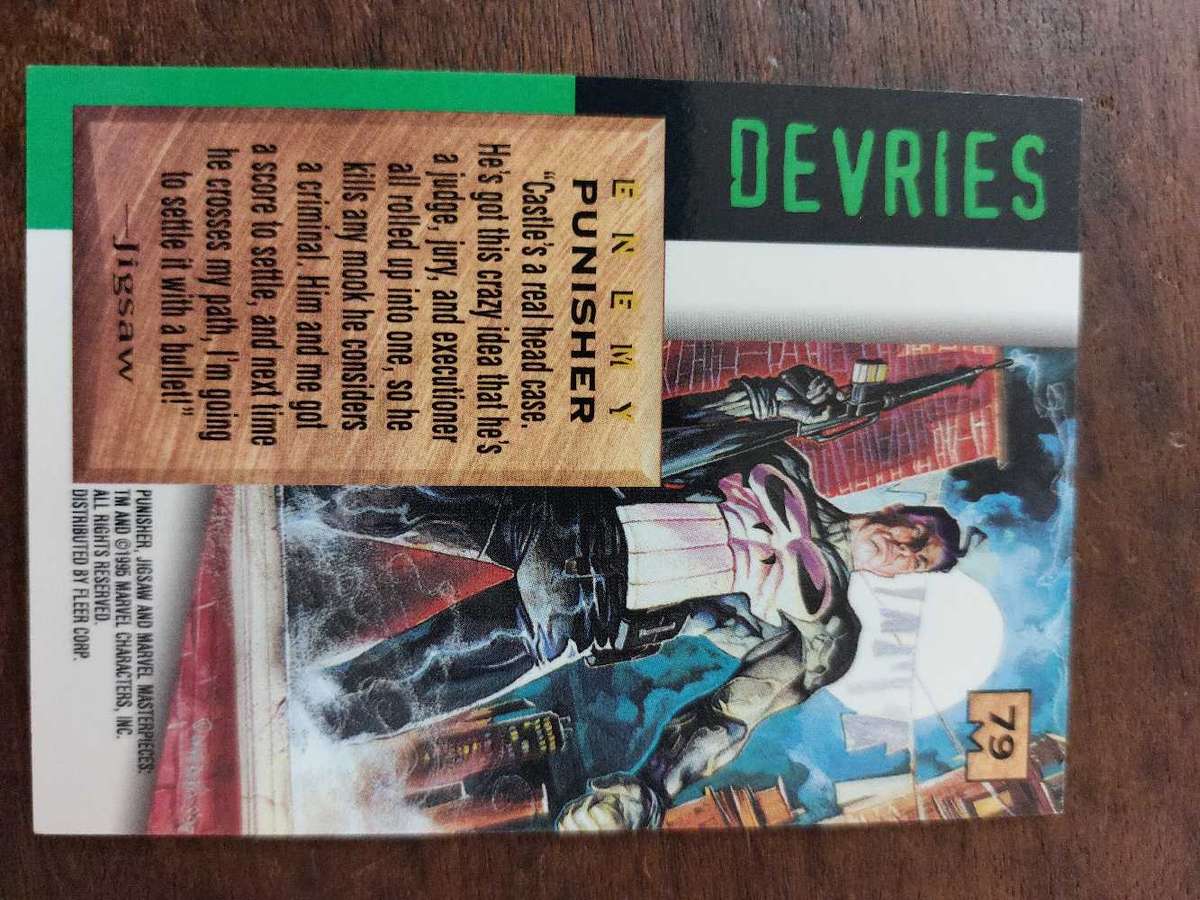 DEVRIES
79
M
ENEMY
PUNISHER
"Castle's a real head case.
He's got this crazy idea that he's
a judge, jury, and executioner
all rolled up into one, so he
kills any mook he considers
a criminal. Him and me got
a score to settle, and next time
he crosses my path, I'm going
to settle it with a bullet!"
—Jigsaw
PUNISHER, JIGSAW AND MARVEL MASTERPIECES:
TM AND ©1995 MARVEL CHARACTERS, INC.
ALL RIGHTS RESERVED.
DISTRIBUTED BY FLEER CORP.